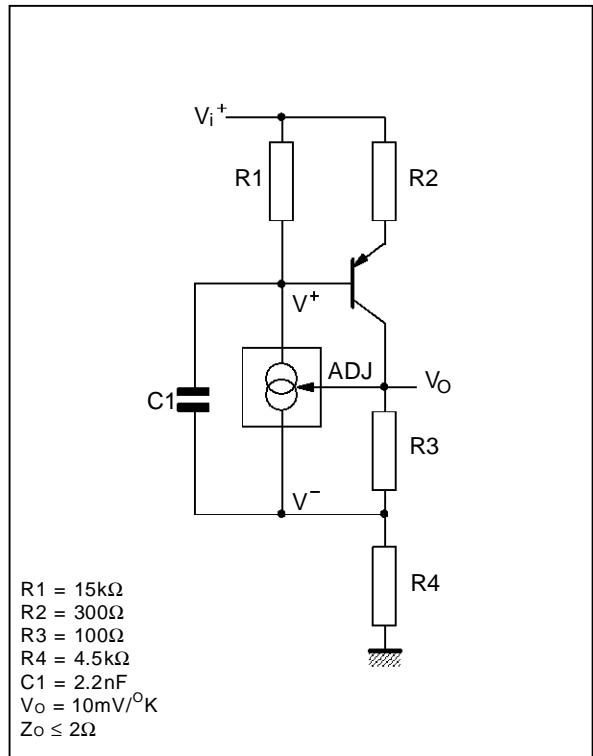 Vi+
R1
R2
V+
ADJ
VO
C1
R3
V−
R4
R1 = 15kΩ
R2 = 300Ω
R3 = 100Ω
R4 = 4.5kΩ
C1 = 2.2nF
VO = 10mV/OK
ZO ≤ 2Ω